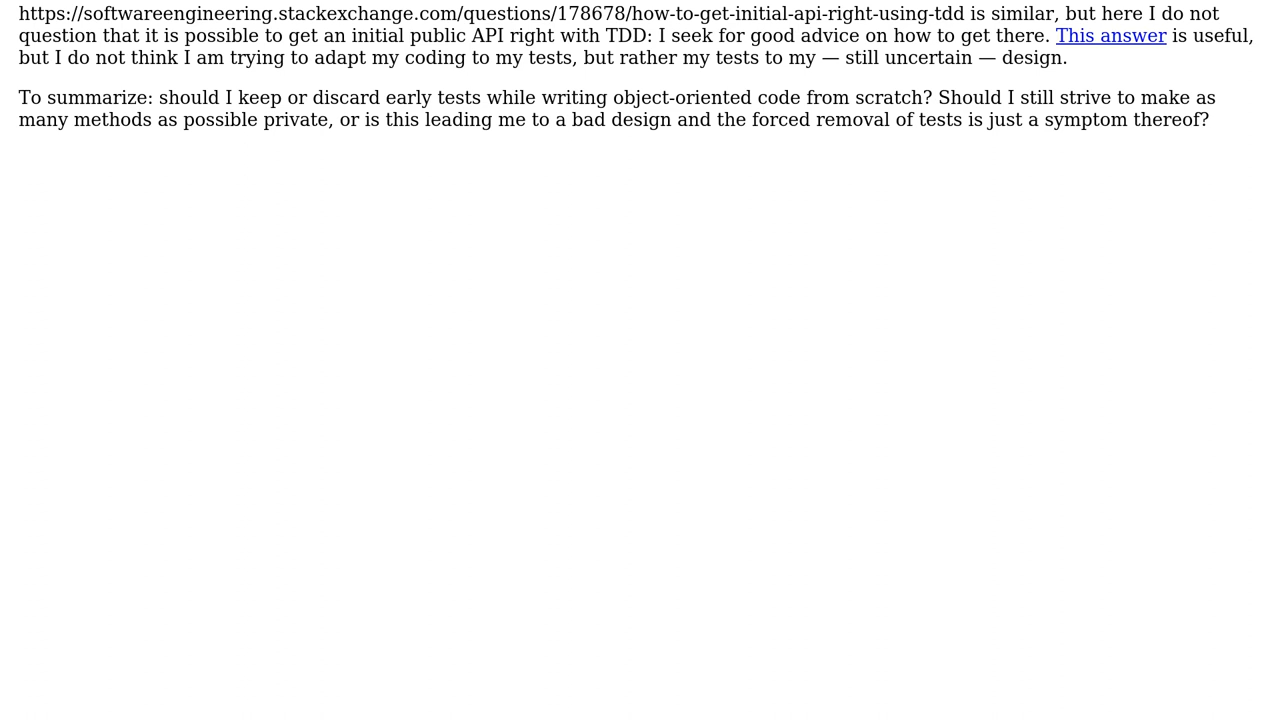 https://softwareengineering.stackexchange.com/questions/178678/how-to-get-initial-api-right-using-tdd is similar, but here I do not
question that it is possible to get an initial public API right with TDD: I seek for good advice on how to get there. This answer is useful,
but I do not think I am trying to adapt my coding to my tests, but rather my tests to my — still uncertain — design.
To summarize: should I keep or discard early tests while writing object-oriented code from scratch? Should I still strive to make as
many methods as possible private, or is this leading me to a bad design and the forced removal of tests is just a symptom thereof?